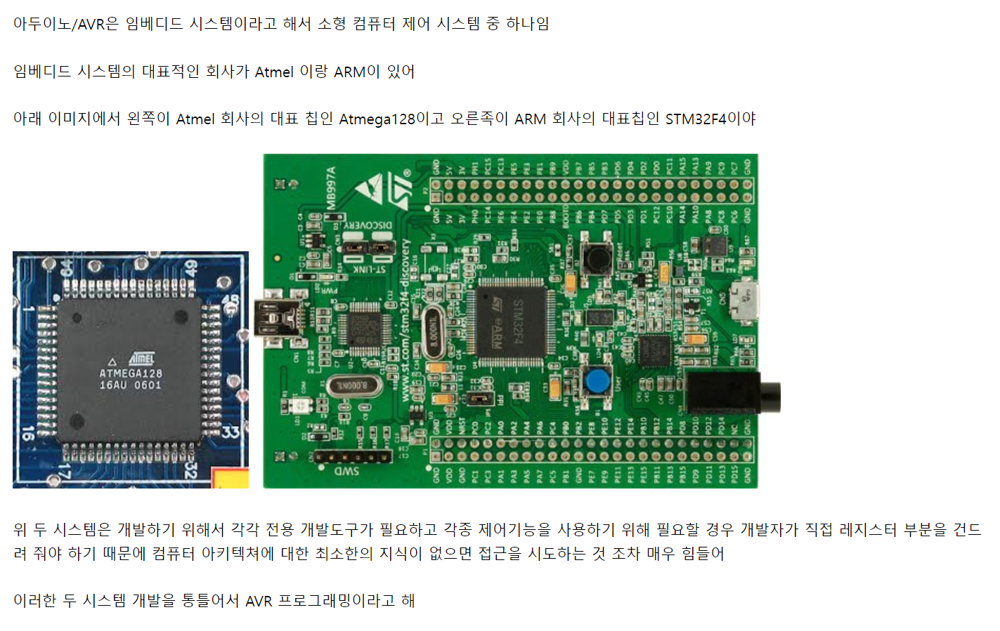 아두이노/AVR은 임베디드 시스템이라고 해서 소형 컴퓨터 제어 시스템 중 하나임
임베디드 시스템의 대표적인 회사가 Atmel 이랑 ARM이 있어
아래 이미지에서 왼쪽이 Atmel 회사의 대표 칩인 Atmega128이고 오른족이 ARM 회사의 대표칩인 STM32F4이야
64 49
1 48
ATMEL
ATMEGA128
16AU 0601
16 33
17 32
MB997A
DISCOVERY
ST-LINK
PWR
www.st.com/stm32f4-discovery
STM32F4
ARM
8.000N
Reset
User
SWD
GND 5V 3V PH1 PC15 PC13 PE5 PE3 PE1 PB9 VDD PB7 PB5 PB3 PD6 PD4 PD2 PD0 PC11 PA15 PA13 PA9 PC9 PC7 GND
GND 5V 3V PH0 PC14 PE6 PE4 PE2 PE0 PB8 BOOT0 PB6 PB4 PD7 PD5 PD3 PD1 PC12 PC10 PA14 PA10 PA8 PC8 PC6 GND
GND VDD NRST PC0 PC2 PA0 PA2 PA4 PA6 PC4 PB0 PB2 PE8 PE10 PE12 PE14 PB10 PB12 PB14 PD8 PD10 PD12 PD14 NC GND
GND VDD GND PC1 PC3 PA1 PA3 PA5 PA7 PC5 PB1 GND PE7 PE9 PE11 PE13 PE15 PB11 PB13 PB15 PD9 PD11 PD13 PD15 GND
위 두 시스템은 개발하기 위해서 각각 전용 개발도구가 필요하고 각종 제어기능을 사용하기 위해 필요할 경우 개발자가 직접 레지스터 부분을 건드
려 줘야 하기 때문에 컴퓨터 아키텍쳐에 대한 최소한의 지식이 없으면 접근을 시도하는 것 조차 매우 힘들어
이러한 두 시스템 개발을 통틀어서 AVR 프로그래밍이라고 해